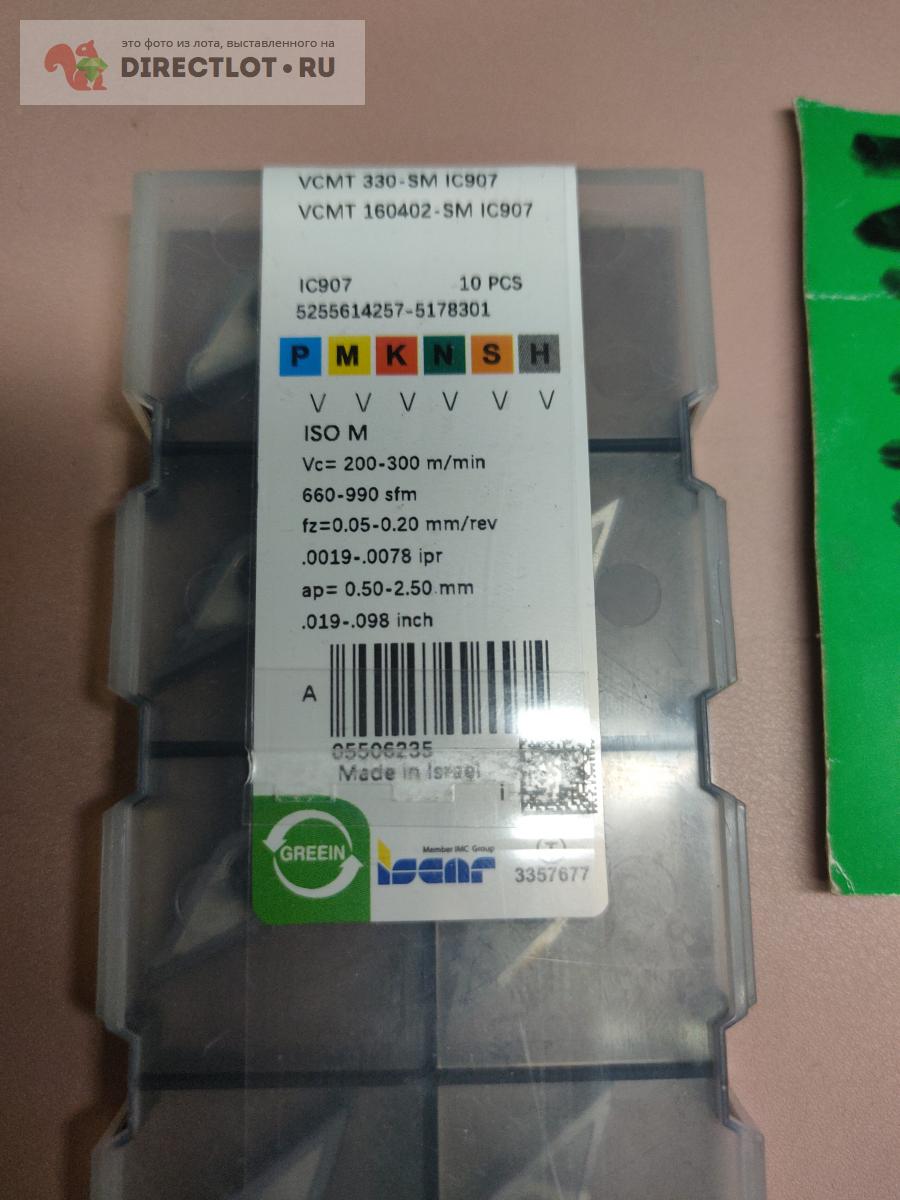 это фото из лота, выставленного на
DIRECTLOT•RU
VCMT 330-SM IC907
VCMT 160402-SM IC907
IC907 10 PCS
5255614257-5178301
P M K N S H
V V V V V V
ISO M
Vc= 200-300 m/min
660-990 sfm
fz=0.05-0.20 mm/rev
.0019-.0078 ipr
ap= 0.50-2.50 mm
.019-.098 inch
A
05506235
Made in Israel
i
GREEIN
Member IMC Group
iscar
T
3357677